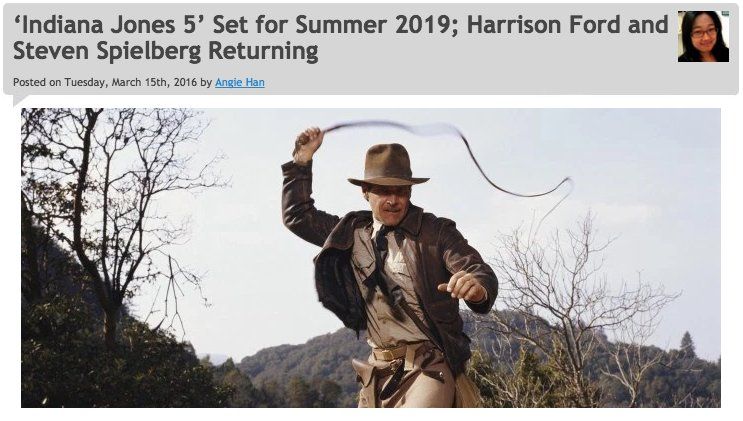 ‘Indiana Jones 5’ Set for Summer 2019; Harrison Ford and
Steven Spielberg Returning
Posted on Tuesday, March 15th, 2016 by Angie Han